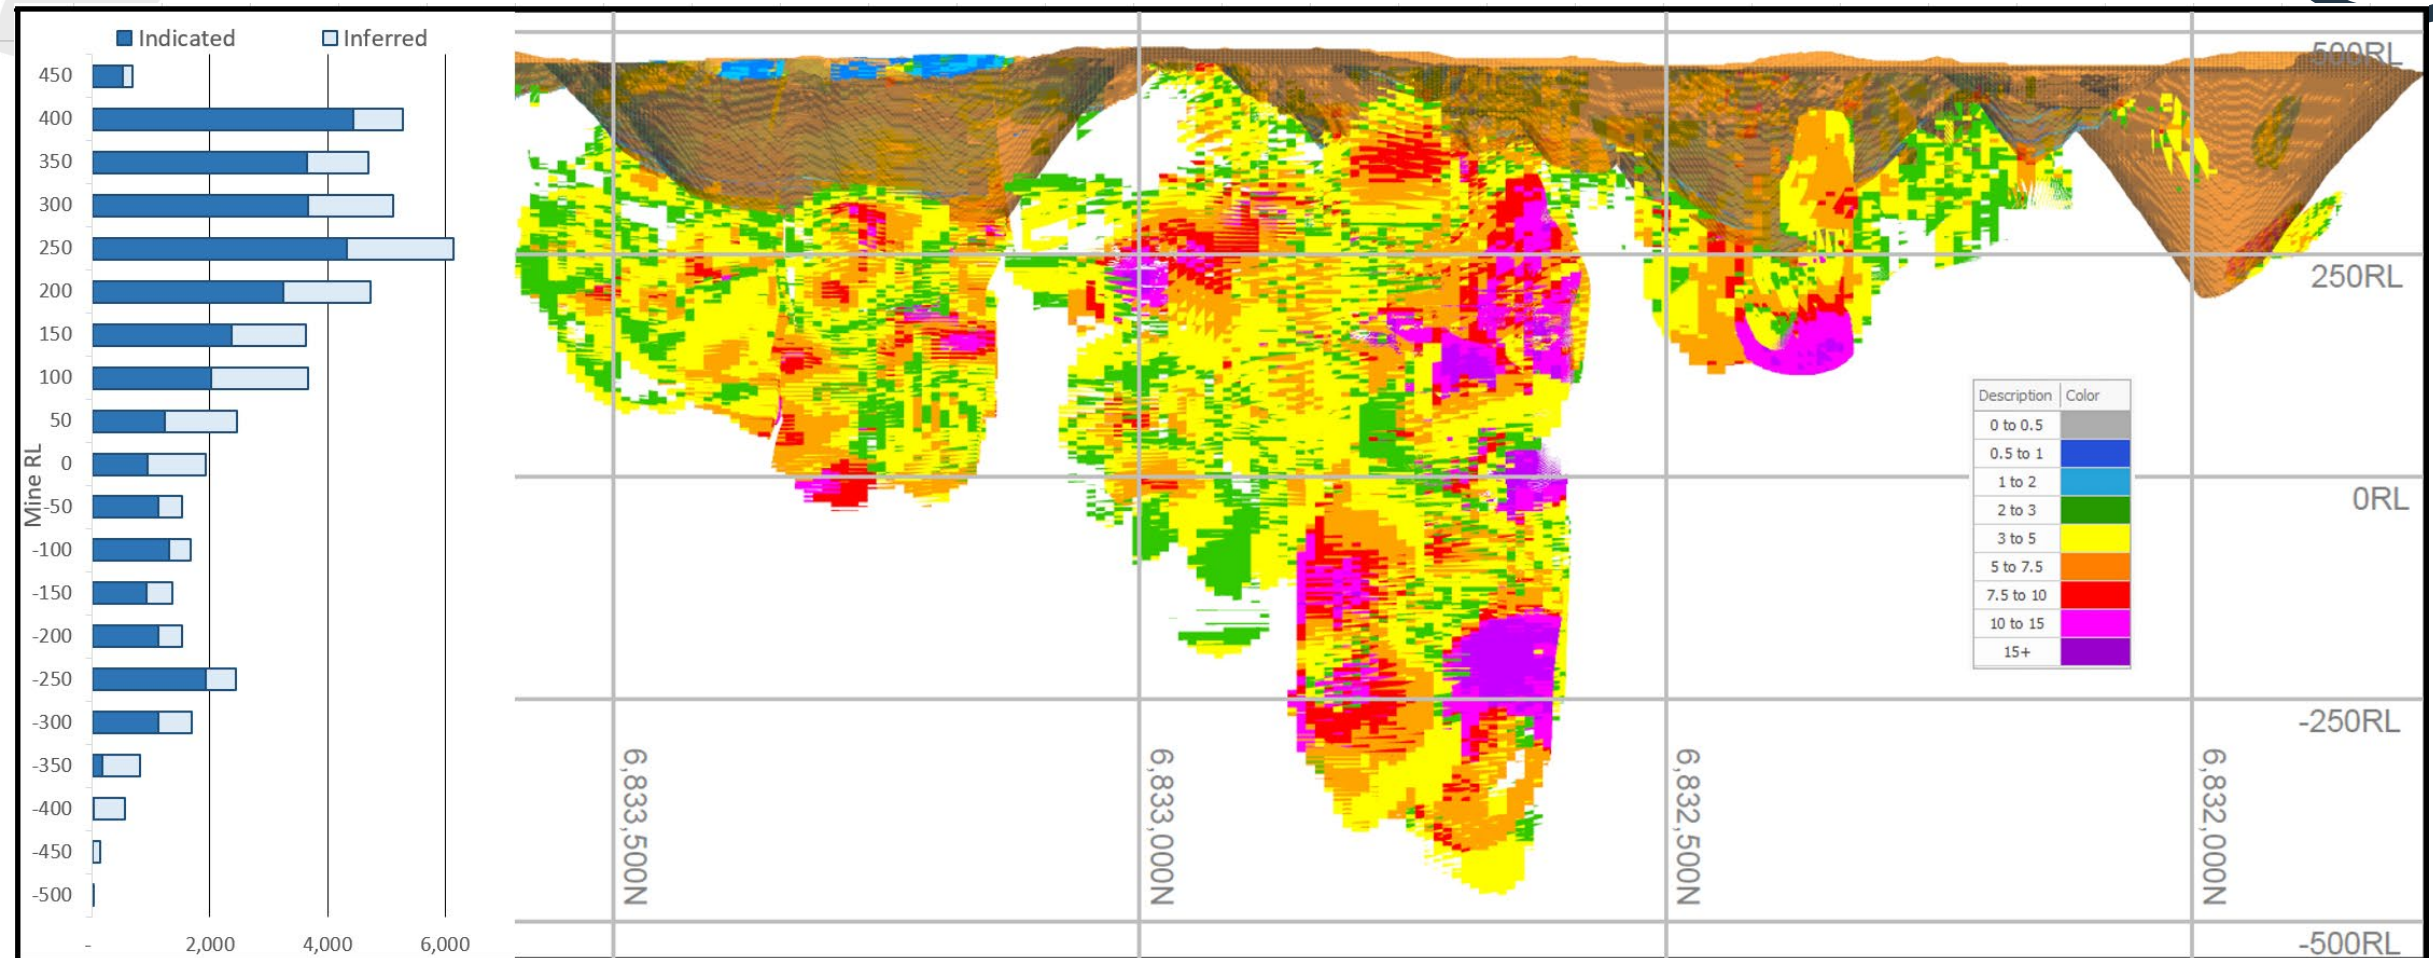 Indicated
Inferred
Mine RL
450
400
350
300
250
200
150
100
50
0
-50
-100
-150
-200
-250
-300
-350
-400
-450
-500
- 2,000 4,000 6,000
500RL
250RL
0RL
-250RL
-500RL
6,833,500N
6,833,000N
6,832,500N
6,832,000N
Description Color
0 to 0.5
0.5 to 1
1 to 2
2 to 3
3 to 5
5 to 7.5
7.5 to 10
10 to 15
15+